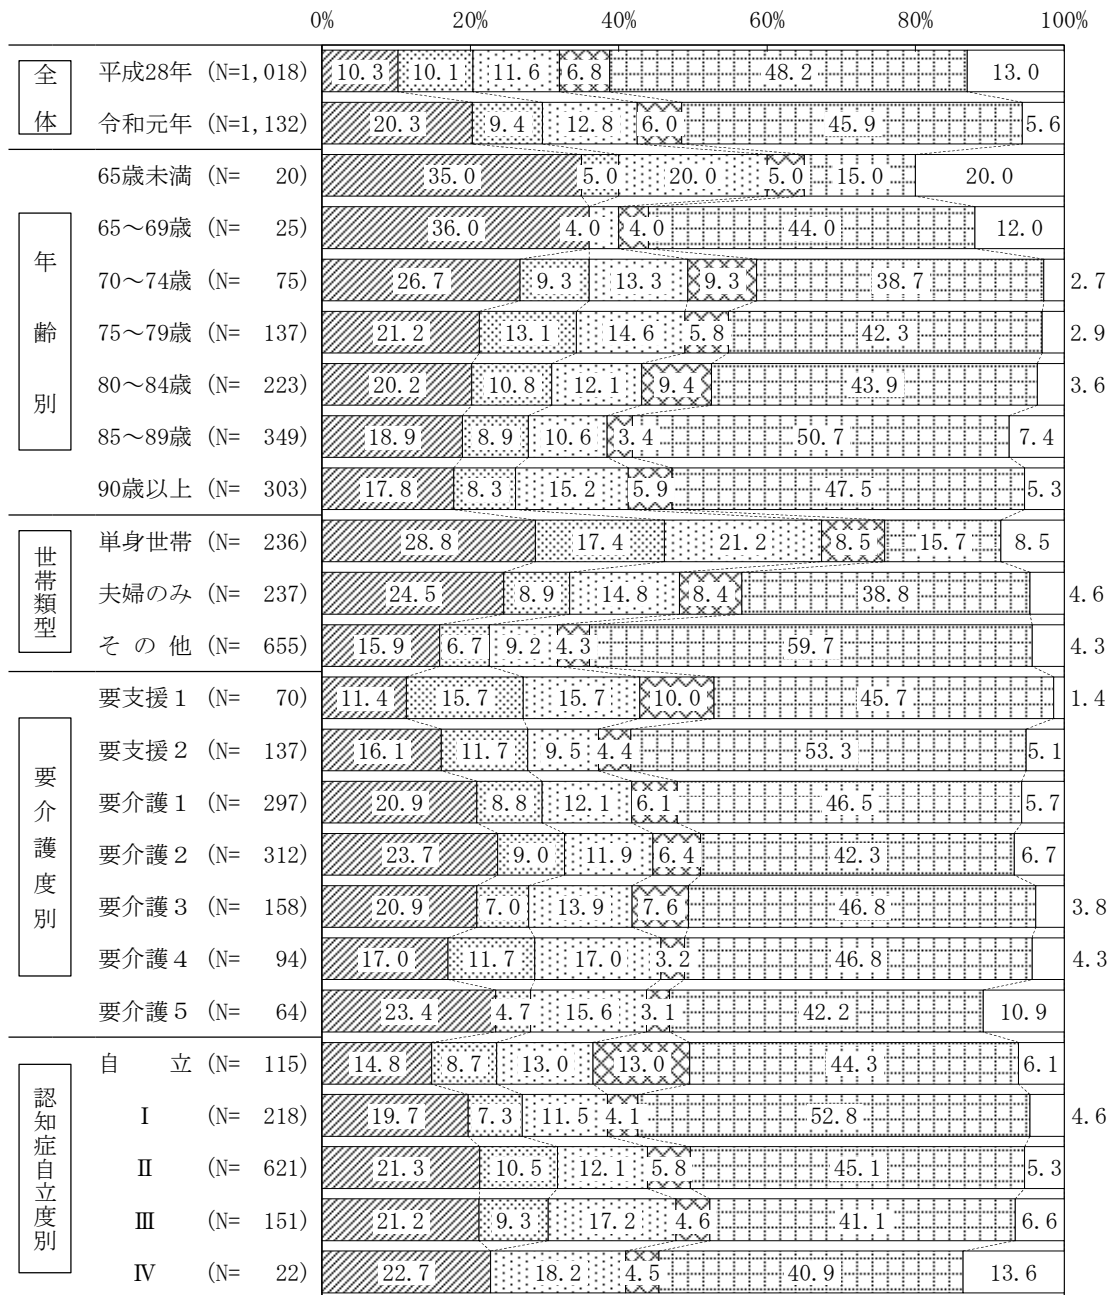 0% 20% 40% 60% 80% 100%
全体
平成28年 (N=1,018) 10.3 10.1 11.6 6.8 48.2 13.0
令和元年 (N=1,132) 20.3 9.4 12.8 6.0 45.9 5.6
年齢別
65歳未満 (N= 20) 35.0 5.0 20.0 5.0 15.0 20.0
65～69歳 (N= 25) 36.0 4.0 4.0 44.0 12.0
70～74歳 (N= 75) 26.7 9.3 13.3 9.3 38.7 2.7
75～79歳 (N= 137) 21.2 13.1 14.6 5.8 42.3 2.9
80～84歳 (N= 223) 20.2 10.8 12.1 9.4 43.9 3.6
85～89歳 (N= 349) 18.9 8.9 10.6 3.4 50.7 7.4
90歳以上 (N= 303) 17.8 8.3 15.2 5.9 47.5 5.3
世帯類型
単身世帯 (N= 236) 28.8 17.4 21.2 8.5 15.7 8.5
夫婦のみ (N= 237) 24.5 8.9 14.8 8.4 38.8 4.6
その他 (N= 655) 15.9 6.7 9.2 4.3 59.7 4.3
要介護度別
要支援１ (N= 70) 11.4 15.7 15.7 10.0 45.7 1.4
要支援２ (N= 137) 16.1 11.7 9.5 4.4 53.3 5.1
要介護１ (N= 297) 20.9 8.8 12.1 6.1 46.5 5.7
要介護２ (N= 312) 23.7 9.0 11.9 6.4 42.3 6.7
要介護３ (N= 158) 20.9 7.0 13.9 7.6 46.8 3.8
要介護４ (N= 94) 17.0 11.7 17.0 3.2 46.8 4.3
要介護５ (N= 64) 23.4 4.7 15.6 3.1 42.2 10.9
認知症自立度別
自立 (N= 115) 14.8 8.7 13.0 13.0 44.3 6.1
Ⅰ (N= 218) 19.7 7.3 11.5 4.1 52.8 4.6
Ⅱ (N= 621) 21.3 10.5 12.1 5.8 45.1 5.3
Ⅲ (N= 151) 21.2 9.3 17.2 4.6 41.1 6.6
Ⅳ (N= 22) 22.7 18.2 4.5 40.9 13.6